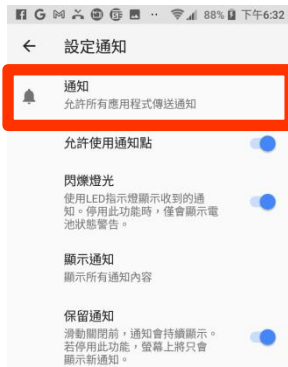 88% 下午6:32
設定通知
通知
允許所有應用程式傳送通知
允許使用通知點
閃爍燈光
使用LED指示燈顯示收到的通
知。停用此功能時，僅會顯示電
池狀態警告。
顯示通知
顯示所有通知內容
保留通知
滑動關閉前，通知會持續顯示。
若停用此功能，螢幕上將只會
顯示新通知。